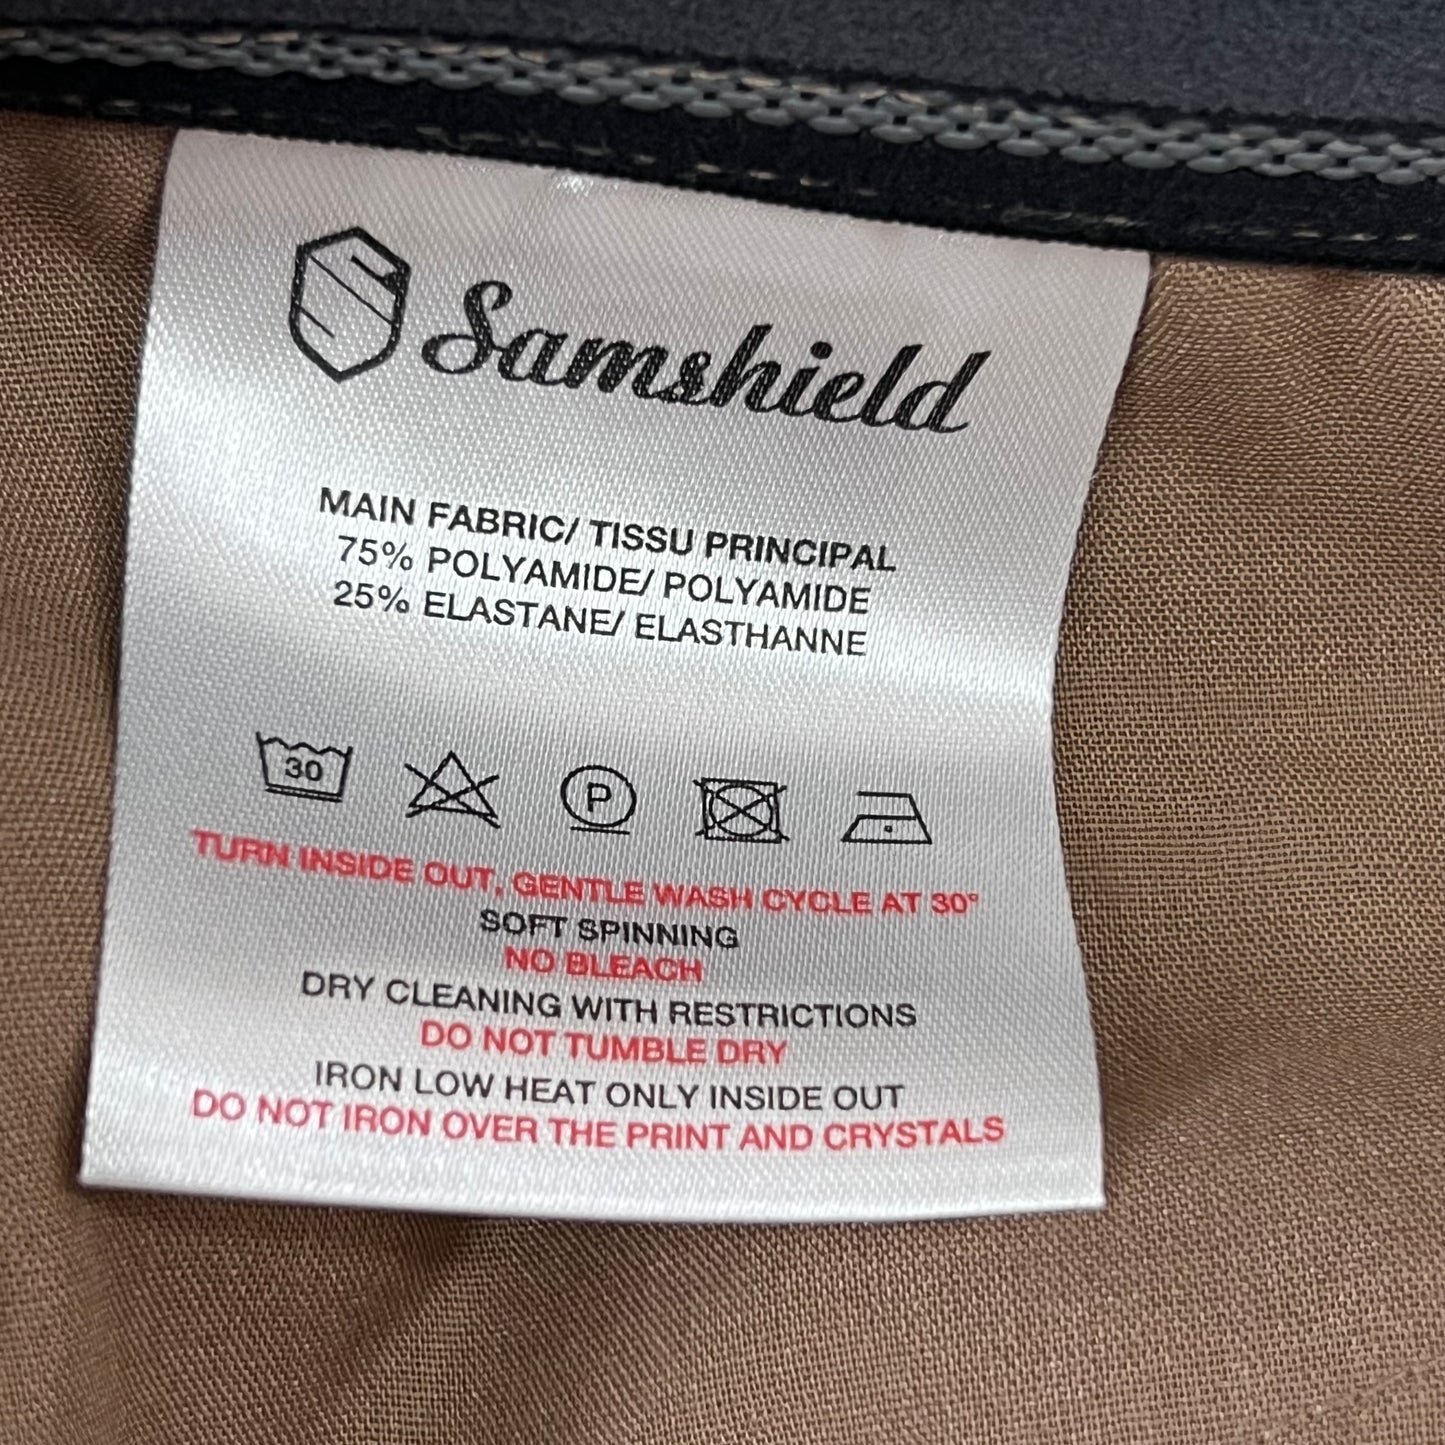 Samshield
MAIN FABRIC/ TISSU PRINCIPAL
75% POLYAMIDE/ POLYAMIDE
25% ELASTANE/ ELASTHANNE
30 P
TURN INSIDE OUT, GENTLE WASH CYCLE AT 30°
SOFT SPINNING
NO BLEACH
DRY CLEANING WITH RESTRICTIONS
DO NOT TUMBLE DRY
IRON LOW HEAT ONLY INSIDE OUT
DO NOT IRON OVER THE PRINT AND CRYSTALS